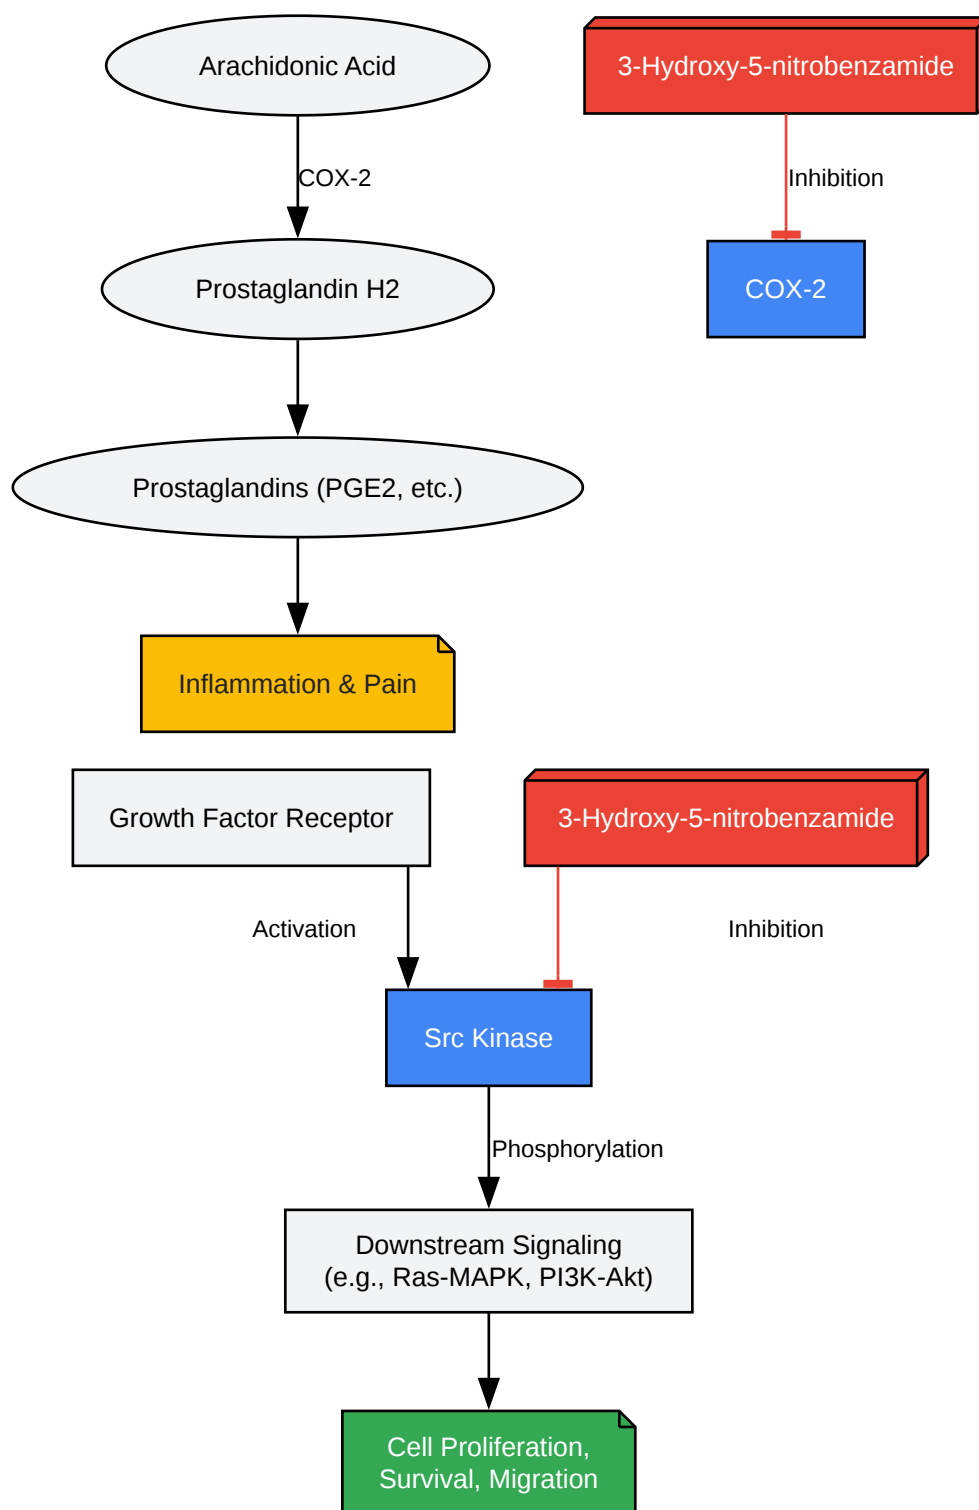 Arachidonic Acid
3-Hydroxy-5-nitrobenzamide
COX-2
Inhibition
Prostaglandin H2
COX-2
Prostaglandins (PGE2, etc.)
Inflammation & Pain
Growth Factor Receptor
3-Hydroxy-5-nitrobenzamide
Activation
Inhibition
Src Kinase
Phosphorylation
Downstream Signaling
(e.g., Ras-MAPK, PI3K-Akt)
Cell Proliferation,
Survival, Migration